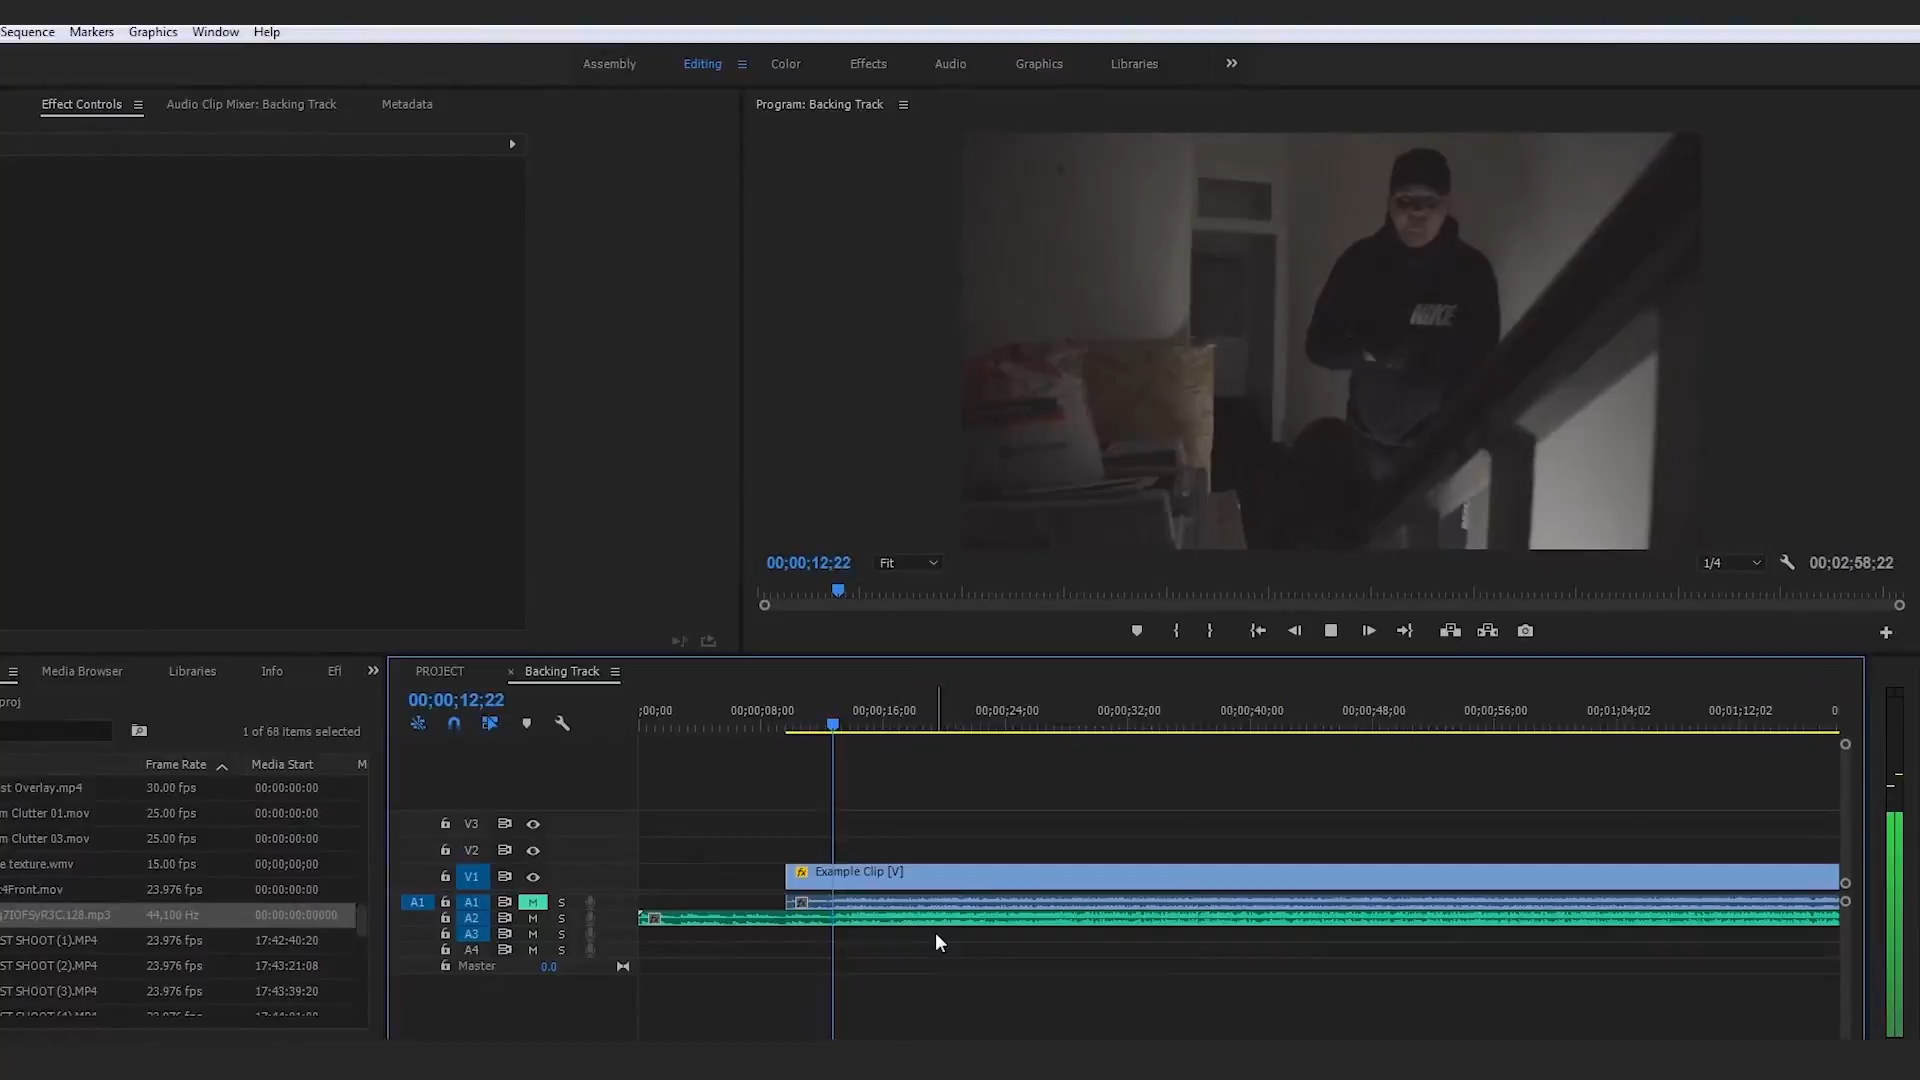 Sequence Markers Graphics Window Help
Assembly Editing Color Effects Audio Graphics Libraries
Effect Controls Audio Clip Mixer: Backing Track Metadata
Program: Backing Track
NIKE
00;00;12;22 Fit 1/4 00;02;58;22
Media Browser Libraries Info Eff
PROJECT × Backing Track
proj
00;00;12;22
1 of 68 items selected
;00;00 00;00;08;00 00;00;16;00 00;00;24;00 00;00;32;00 00;00;40;00 00;00;48;00 00;00;56;00 00;01;04;02 00;01;12;02 0
Frame Rate Media Start M
st Overlay.mp4 30.00 fps 00:00:00:00
m Clutter 01.mov 25.00 fps 00:00:00:00
m Clutter 03.mov 25.00 fps 00:00:00:00
e texture.wmv 15.00 fps 00;00;00;00
t4Front.mov 23.976 fps 00:00:00:00
44,100 Hz 00:00:00:00000
ST SHOOT (1).MP4 23.976 fps 17:42:40:20
ST SHOOT (2).MP4 23.976 fps 17:43:21:08
ST SHOOT (3).MP4 23.976 fps 17:43:39:20
V3
V2
V1 fx Example Clip [V]
A1 A1 M S
A2 M S
A3 M S
A4 M S
Master 0.0